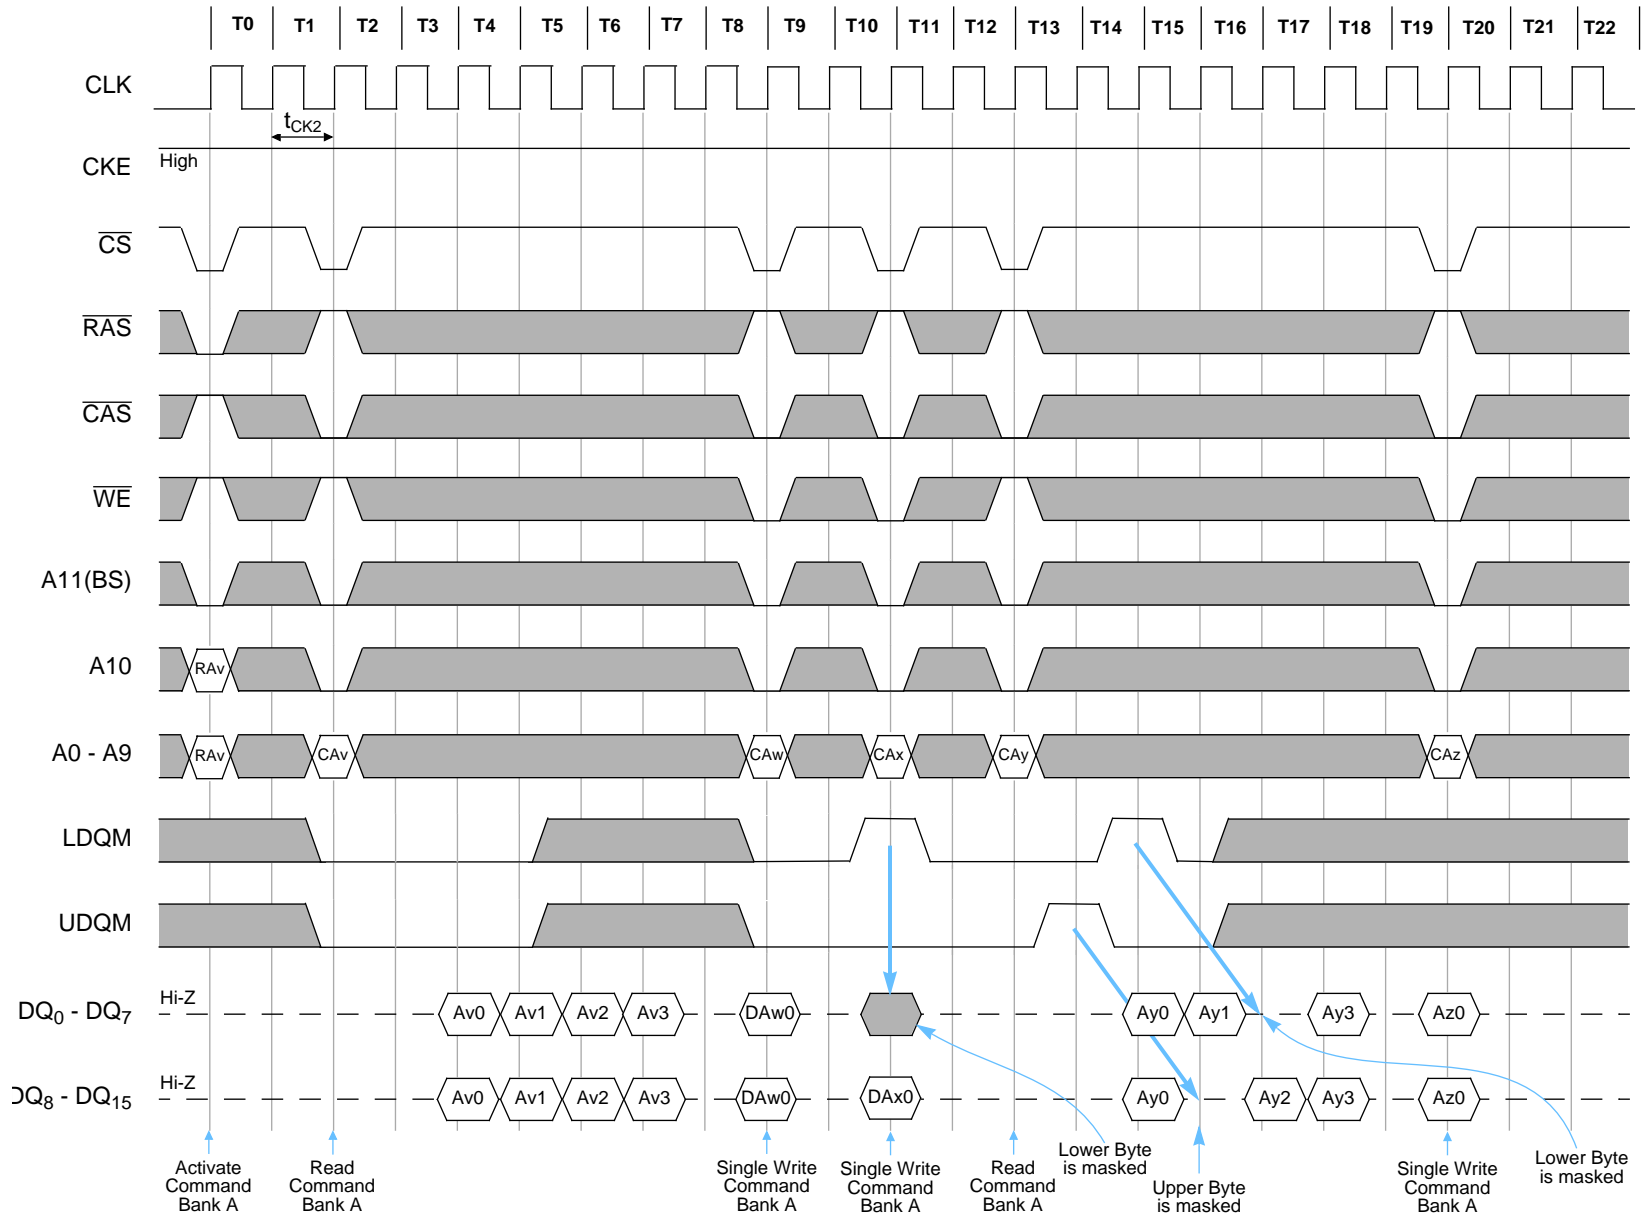 T0 T1 T2 T3 T4 T5 T6 T7 T8 T9 T10 T11 T12 T13 T14 T15 T16 T17 T18 T19 T20 T21 T22
CLK
tCK2
CKE
High
CS
RAS
CAS
WE
A11(BS)
A10
RAv
A0 - A9
RAv CAv CAw CAx CAy CAz
LDQM
UDQM
DQ0 - DQ7
Hi-Z
Av0 Av1 Av2 Av3 DAw0 Ay0 Ay1 Ay3 Az0
DQ8 - DQ15
Hi-Z
Av0 Av1 Av2 Av3 DAw0 DAx0 Ay0 Ay2 Ay3 Az0
Activate
Command
Bank A
Read
Command
Bank A
Single Write
Command
Bank A
Single Write
Command
Bank A
Read
Command
Bank A
Lower Byte
is masked
Upper Byte
is masked
Single Write
Command
Bank A
Lower Byte
is masked